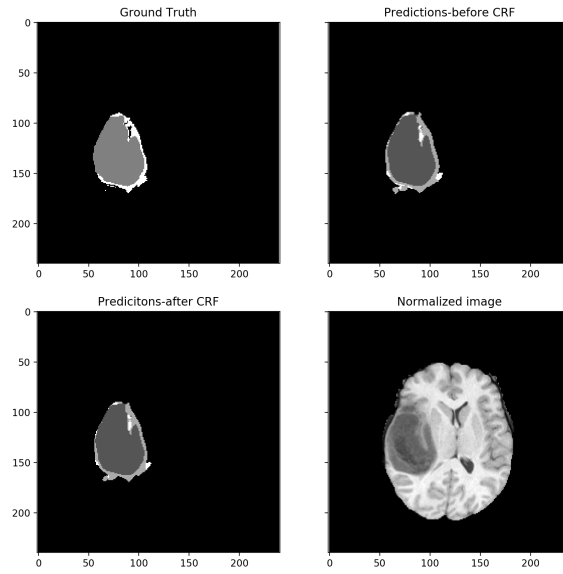 Ground Truth
Predictions-before CRF
0
50
100
150
200
0 50 100 150 200
0 50 100 150 200
Predicitons-after CRF
Normalized image
0
50
100
150
200
0 50 100 150 200
0 50 100 150 200